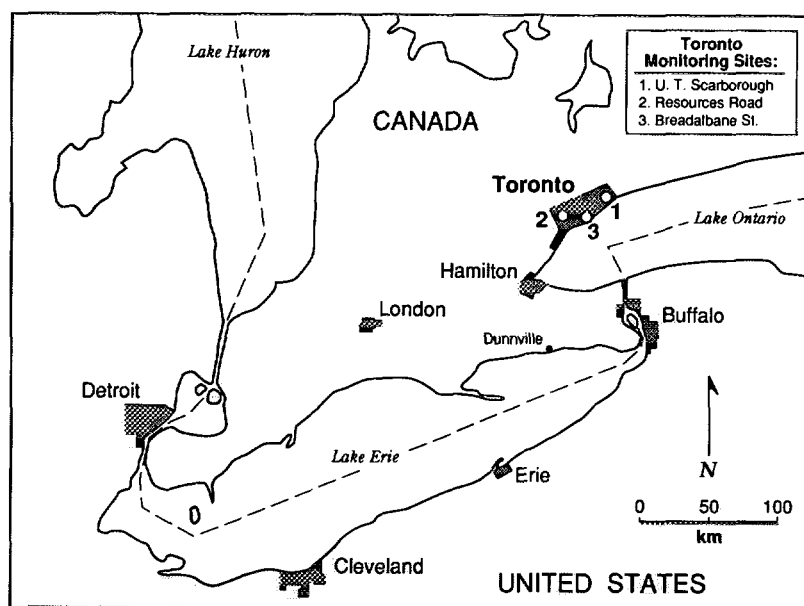 Lake Huron
Toronto
Monitoring Sites:
1. U. T. Scarborough
2. Resources Road
3. Breadalbane St.
CANADA
Toronto
1
2
3
Lake Ontario
Hamilton
London
Buffalo
Dunnville
Detroit
Lake Erie
Erie
N
0 50 100
km
Cleveland
UNITED STATES